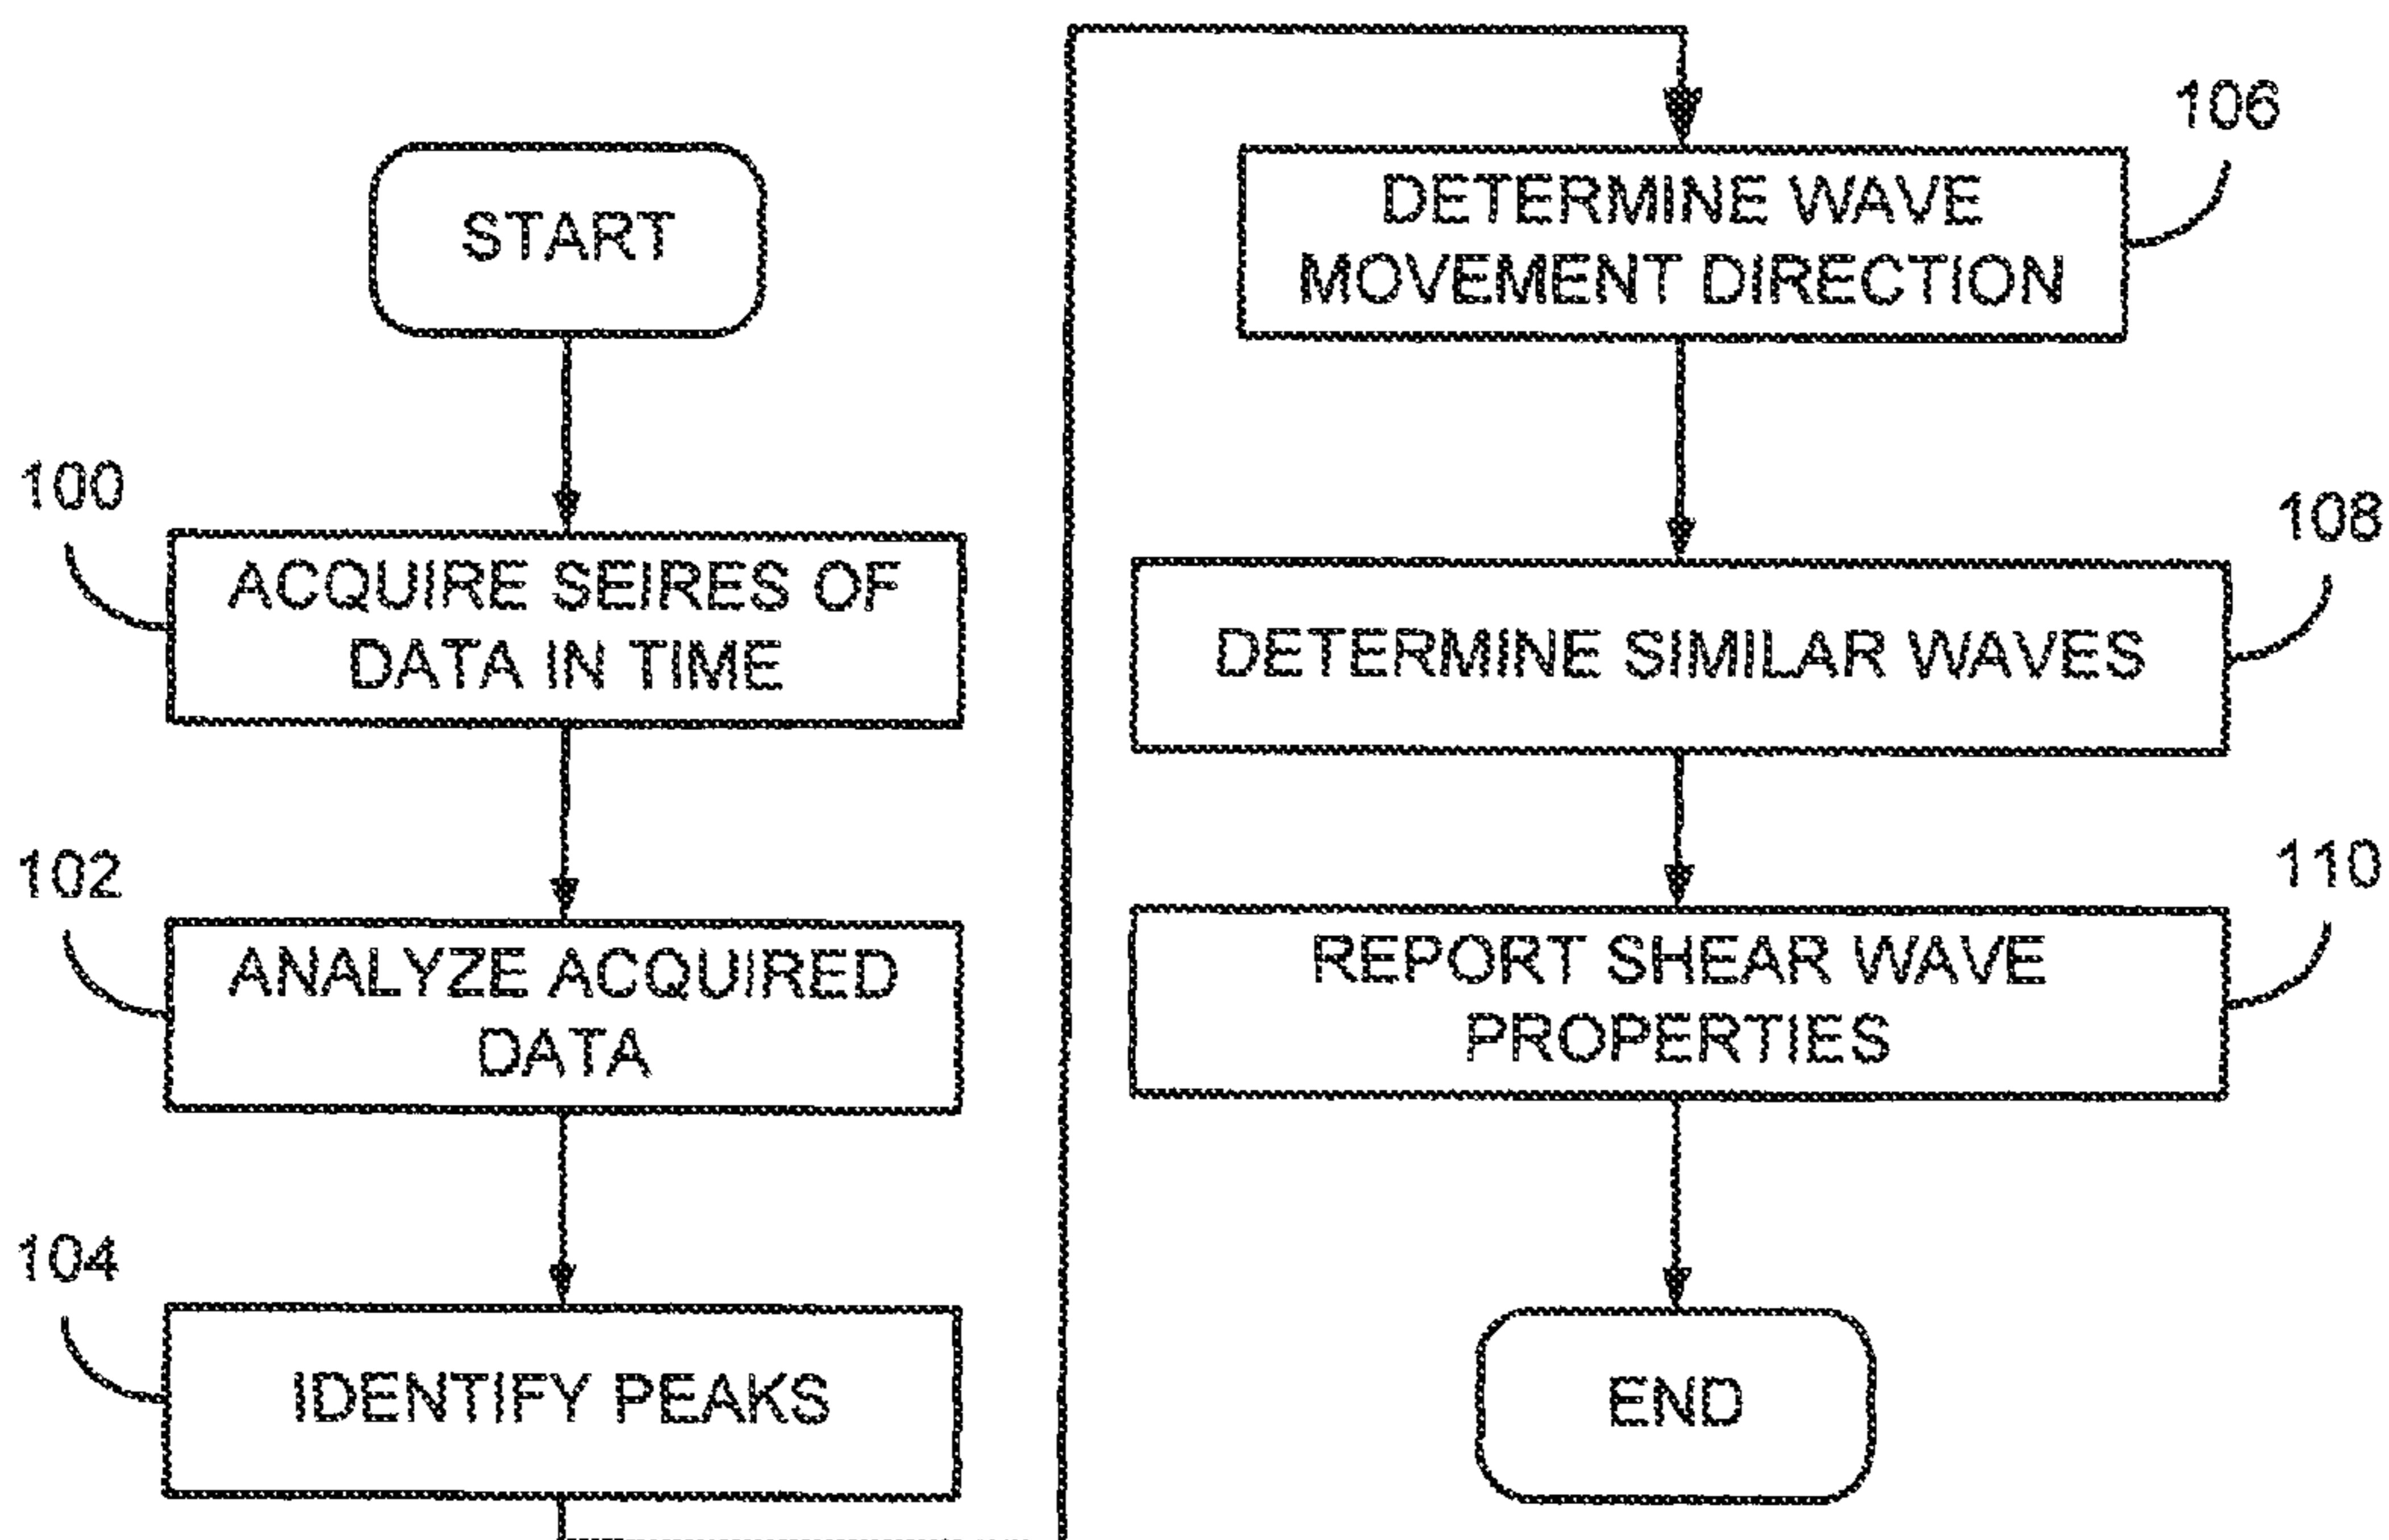 START
100
ACQUIRE SEIRES OF
DATA IN TIME
102
ANALYZE ACQUIRED
DATA
104
IDENTIFY PEAKS
106
DETERMINE WAVE
MOVEMENT DIRECTION
108
DETERMINE SIMILAR WAVES
110
REPORT SHEAR WAVE
PROPERTIES
END